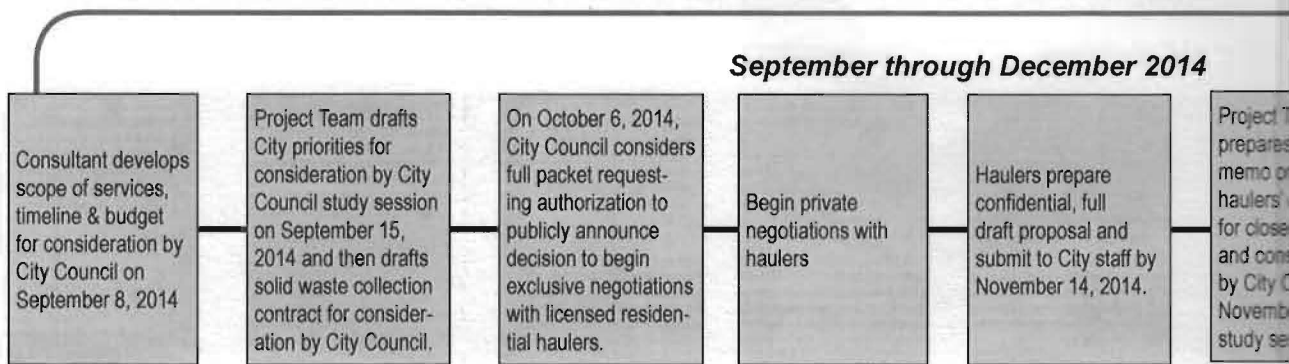 September through December 2014
Consultant develops
scope of services,
timeline & budget
for consideration by
City Council on
September 8, 2014
Project Team drafts
City priorities for
consideration by City
Council study session
on September 15,
2014 and then drafts
solid waste collection
contract for consider-
ation by City Council.
On October 6, 2014,
City Council considers
full packet request-
ing authorization to
publicly announce
decision to begin
exclusive negotiations
with licensed residen-
tial haulers.
Begin private
negotiations with
haulers
Haulers prepare
confidential, full
draft proposal and
submit to City staff by
November 14, 2014.
Project
prepares
memo
haulers'
for
and
by City
study